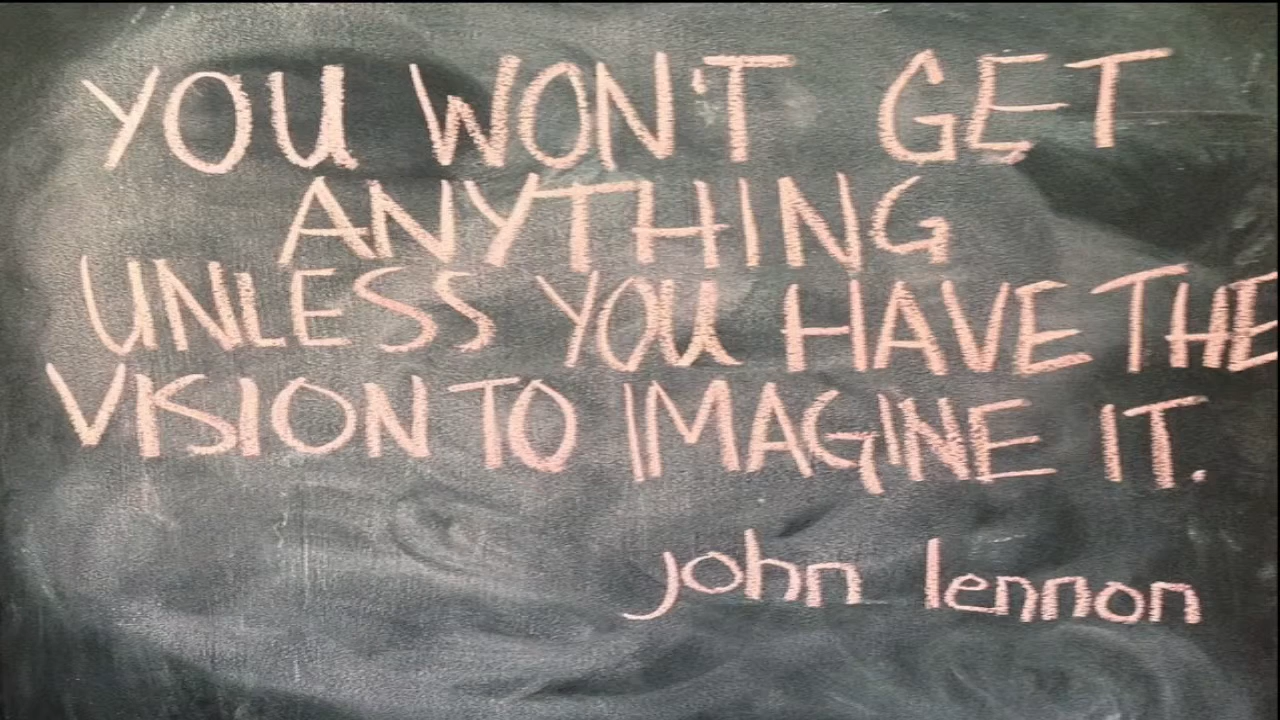 YOU WON'T GET
ANYTHING
UNLESS YOU HAVE THE
VISION TO IMAGINE IT.
john lennon